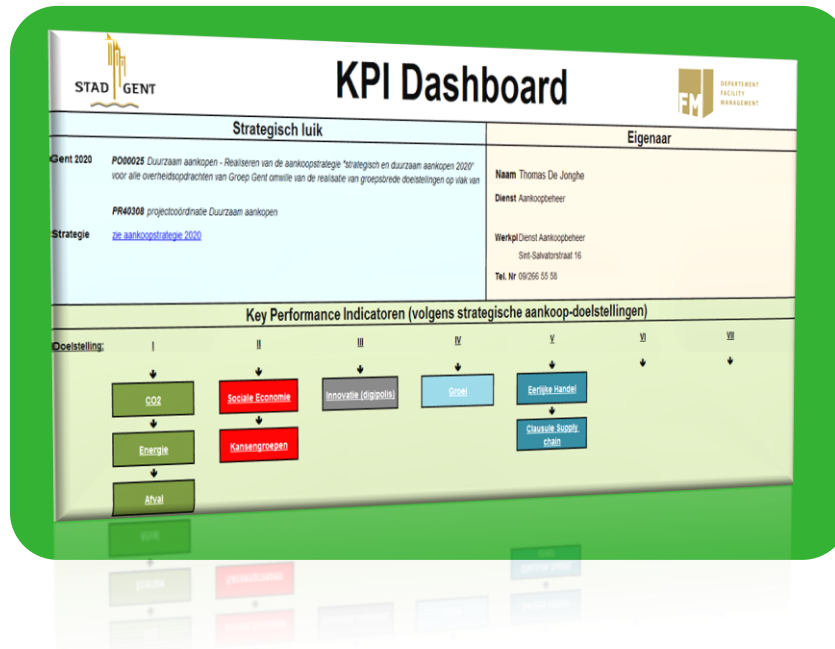 STAD GENT
KPI Dashboard
FM
DEPARTEMENT
FACILITY
MANAGEMENT
Strategisch luik
Eigenaar
Gent 2020
PO00025 Duurzaam aankopen - Realiseren van de aankoopstrategie "strategisch en duurzaam aankopen 2020"
voor alle overheidsopdrachten van Groep Gent omwille van de realisatie van groepsbrede doelstellingen op vlak van
PR40308 projectcoördinatie Duurzaam aankopen
Strategie zie aankoopstrategie 2020
Naam Thomas De Jonghe
Dienst Aankoopbeheer
Werkpl Dienst Aankoopbeheer
Sint-Salvatorstraat 16
Tel. Nr 09/266 55 58
Key Performance Indicatoren (volgens strategische aankoop-doelstellingen)
Doelstelling: I II III IV V VI VII
CO2 Sociale Economie Innovatie (digipolis) Groei Eerlijke Handel
Energie Kansengroepen Clausule Supply
chain
Afval